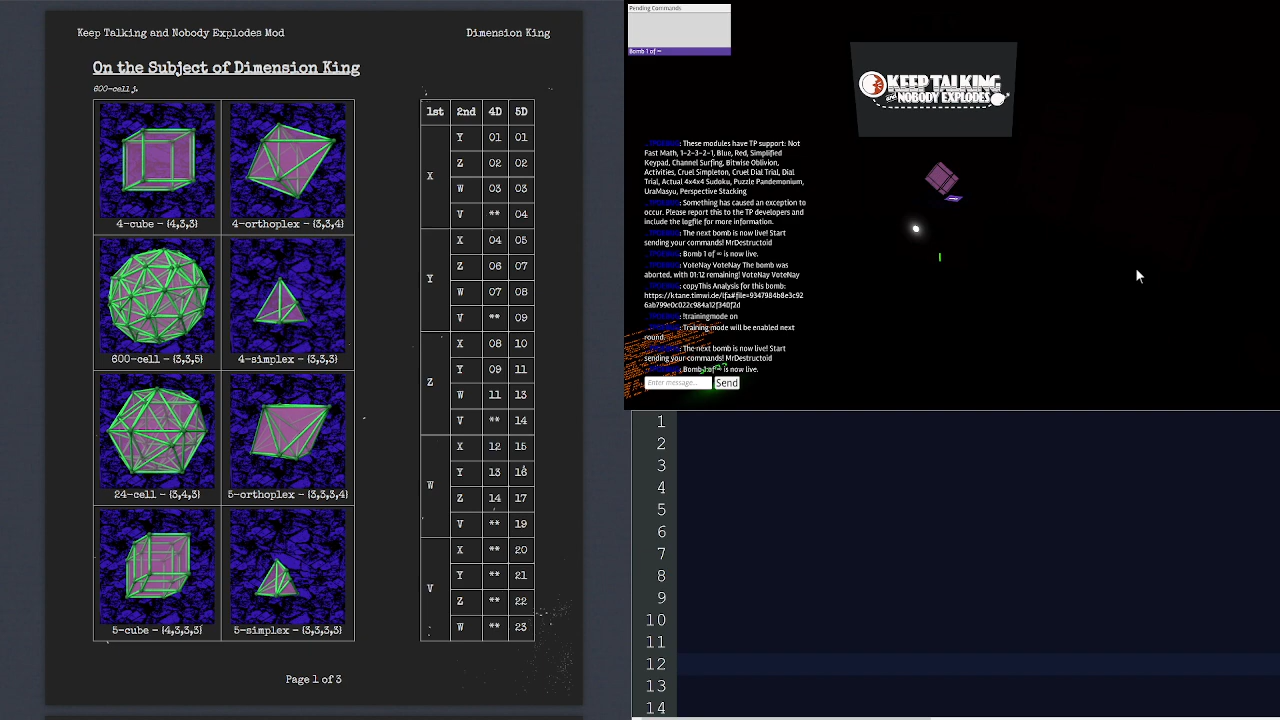 Keep Talking and Nobody Explodes Mod
Dimension King
On the Subject of Dimension King
4-cube - {4,3,3}
4-orthoplex - {3,3,4}
600-cell - {3,3,5}
4-simplex - {3,3,3}
24-cell - {3,4,3}
5-orthoplex - {3,3,3,4}
5-cube - {4,3,3,3}
5-simplex - {3,3,3,3}
1st 2nd 4D 5D
X
Y 01 01
Z 02 02
W 03 03
V ** 04
Y
X 04 05
Z 06 07
W 07 08
V ** 09
Z
X 08 10
Y 09 11
W 11 13
V ** 14
W
X 12 15
Y 13 16
Z 14 17
V ** 19
V
X ** 20
Y ** 21
Z ** 22
W ** 23
Page 1 of 3
Pending Commands
Bomb 1 of ∞
KEEP TALKING
and NOBODY EXPLODES
: These modules have TP support: Not
Fast Math, 1-2-3-2-1, Blue, Red, Simplified
Keypad, Channel Surfing, Bitwise Oblivion,
Activities, Cruel Simpleton, Cruel Dial Trial, Dial
Trial, Actual 4x4x4 Sudoku, Puzzle Pandemonium,
UraMasyu, Perspective Stacking
: Something has caused an exception to
occur. Please report this to the TP developers and
include the logfile for more information.
: The next bomb is now live! Start
sending your commands! MrDestructoid
: Bomb 1 of ∞ is now live.
: VoteNay VoteNay The bomb was
aborted, with 01:12 remaining! VoteNay VoteNay
: copyThis Analysis for this bomb:
: !trainingmode on
: Training mode will be enabled next
round.
: The next bomb is now live! Start
sending your commands! MrDestructoid
: Bomb 1 of ∞ is now live.
Enter message...
Send
1
2
3
4
5
6
7
8
9
10
11
12
13
14